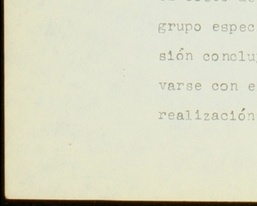 grupo espec
sión conclu
varse con e
realización